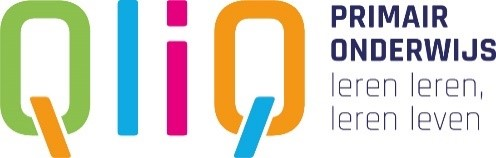 QliQ
PRIMAIR
ONDERWIJS
leren leren,
leren leven